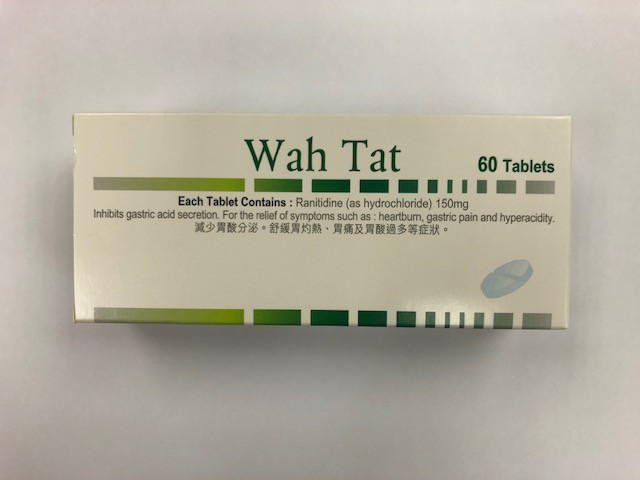 Wah Tat
60 Tablets
Each Tablet Contains : Ranitidine (as hydrochloride) 150mg
Inhibits gastric acid secretion. For the relief of symptoms such as : heartburn, gastric pain and hyperacidity.
減少胃酸分泌。舒緩胃灼熱、胃痛及胃酸過多等症狀。